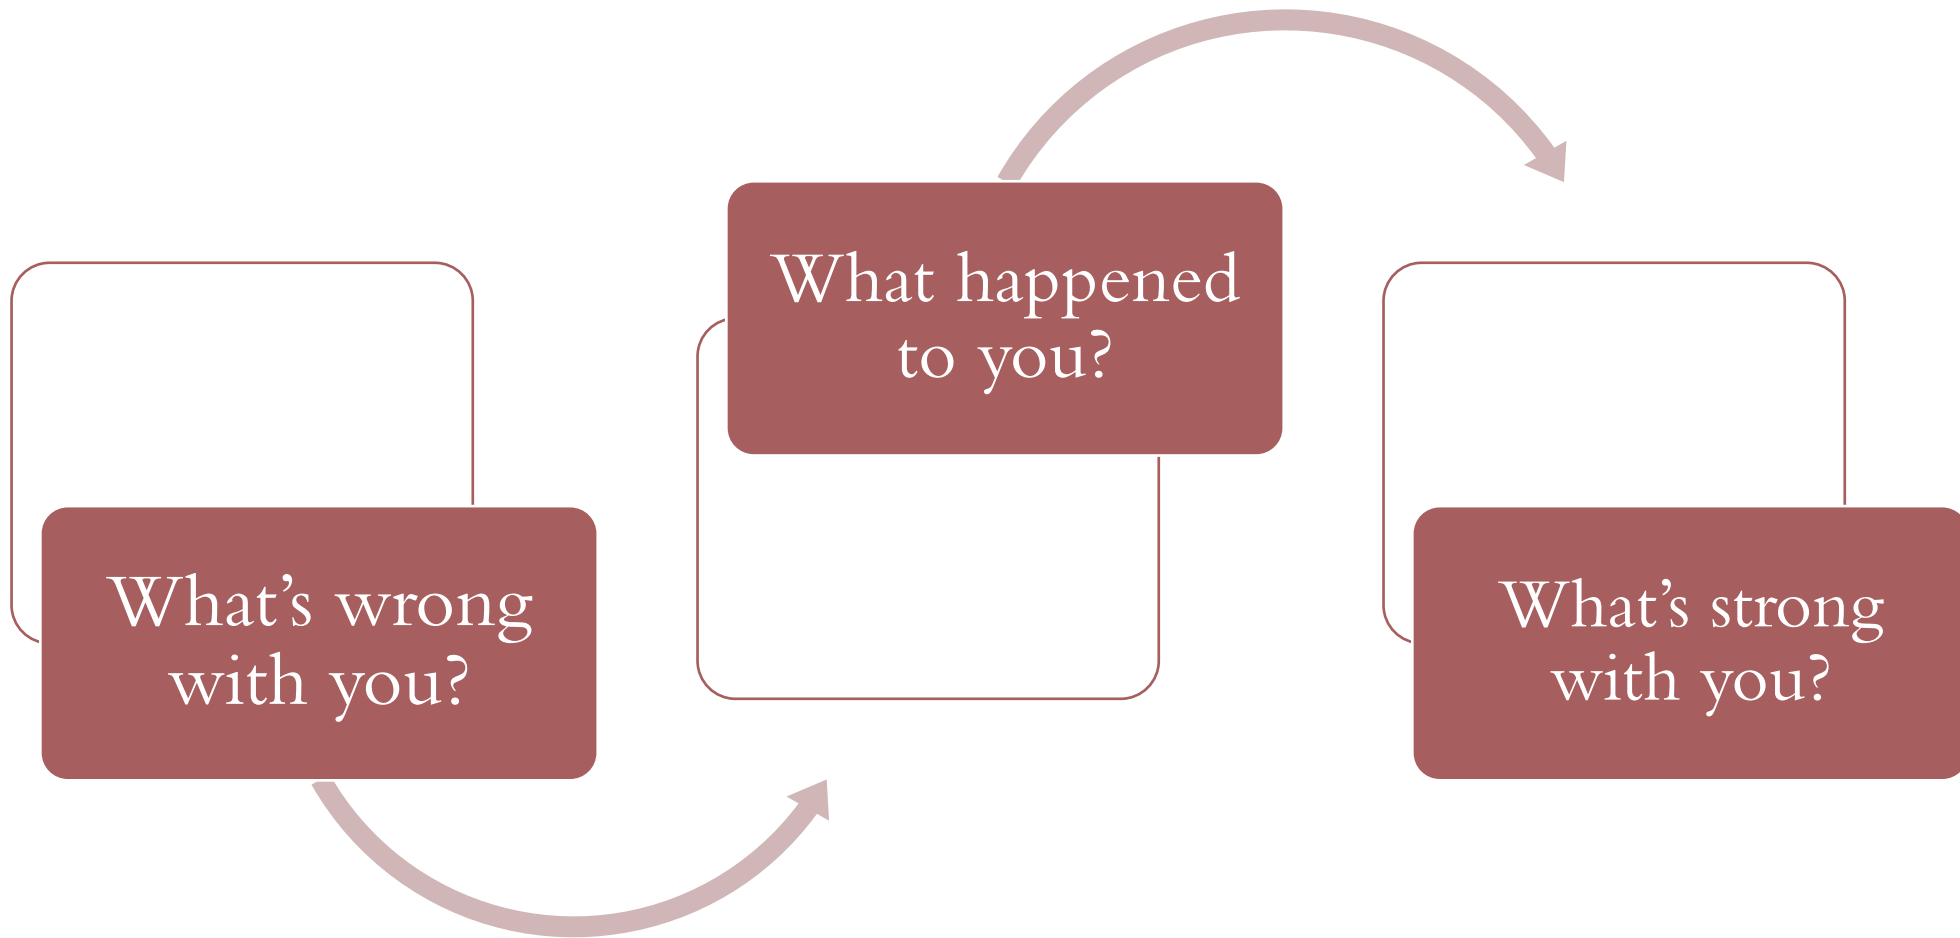 What’s wrong
with you?
What happened
to you?
What’s strong
with you?